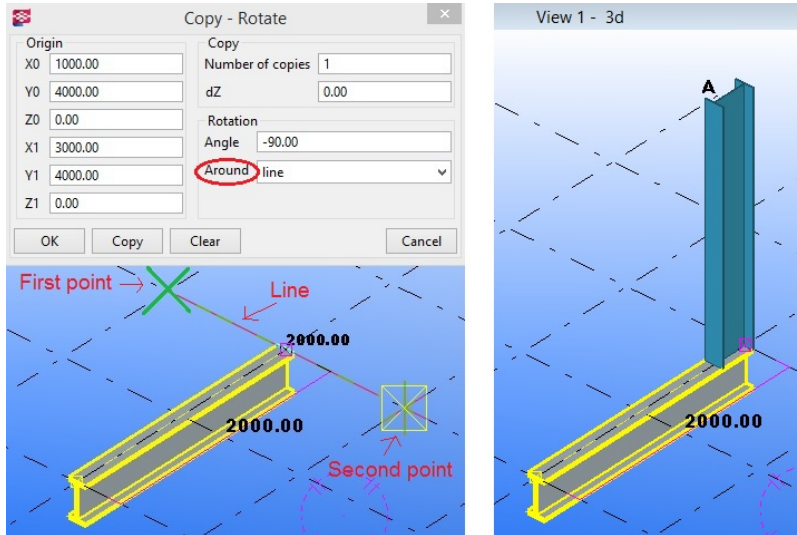 Copy - Rotate
Origin
X0 1000.00
Y0 4000.00
Z0 0.00
X1 3000.00
Y1 4000.00
Z1 0.00
Copy
Number of copies 1
dZ 0.00
Rotation
Angle -90.00
Around line
OK Copy Clear Cancel
First point
Line
2000.00
2000.00
Second point
View 1 - 3d
A
2000.00